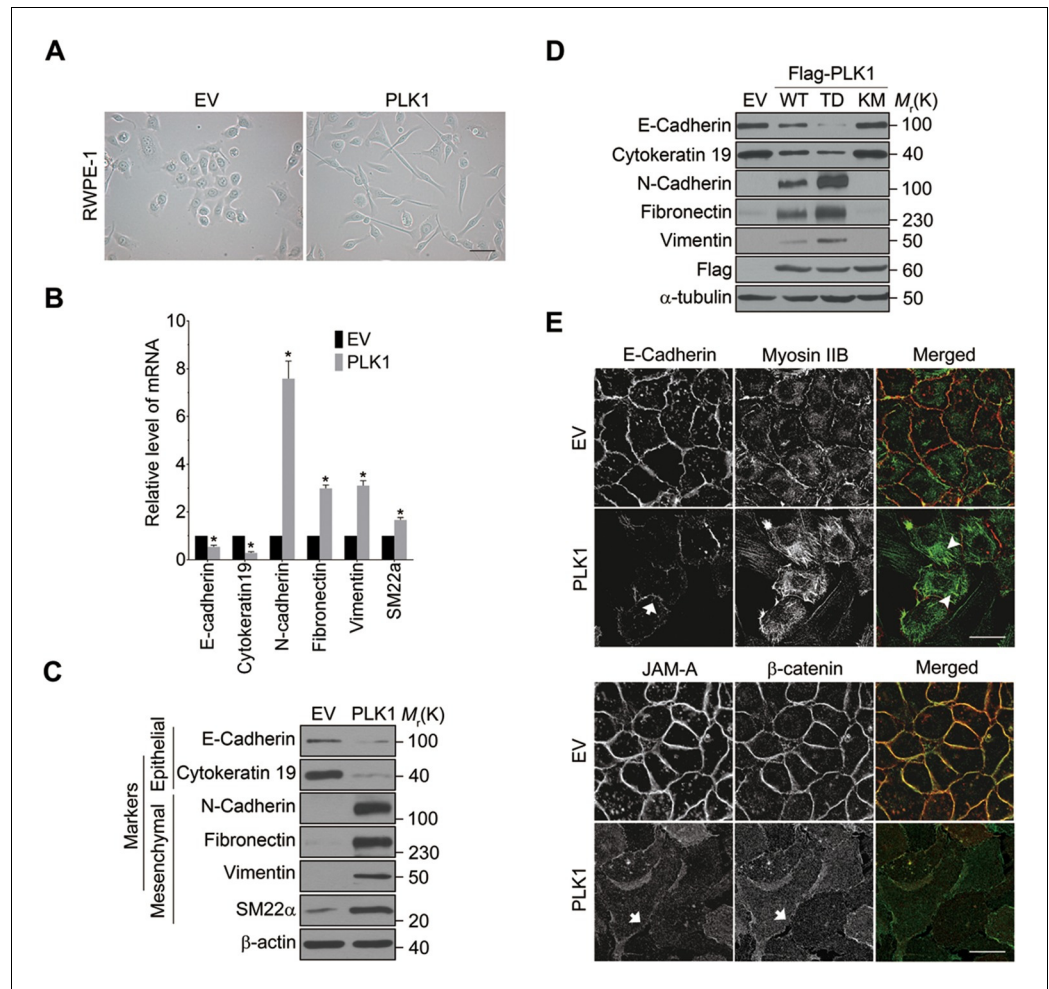 A
EV PLK1
RWPE-1
B
Relative level of mRNA
10
8
6
4
2
0
EV
PLK1
* * * * * *
E-cadherin
Cytokeratin19
N-cadherin
Fibronectin
Vimentin
SM22a
C
EV PLK1 Mr(K)
Markers
Epithelial
Mesenchymal
E-Cadherin 100
Cytokeratin 19 40
N-Cadherin 100
Fibronectin 230
Vimentin 50
SM22α 20
β-actin 40
D
Flag-PLK1
EV WT TD KM Mr(K)
E-Cadherin 100
Cytokeratin 19 40
N-Cadherin 100
Fibronectin 230
Vimentin 50
Flag 60
α-tubulin 50
E
E-Cadherin Myosin IIB Merged
EV
PLK1
JAM-A β-catenin Merged
EV
PLK1